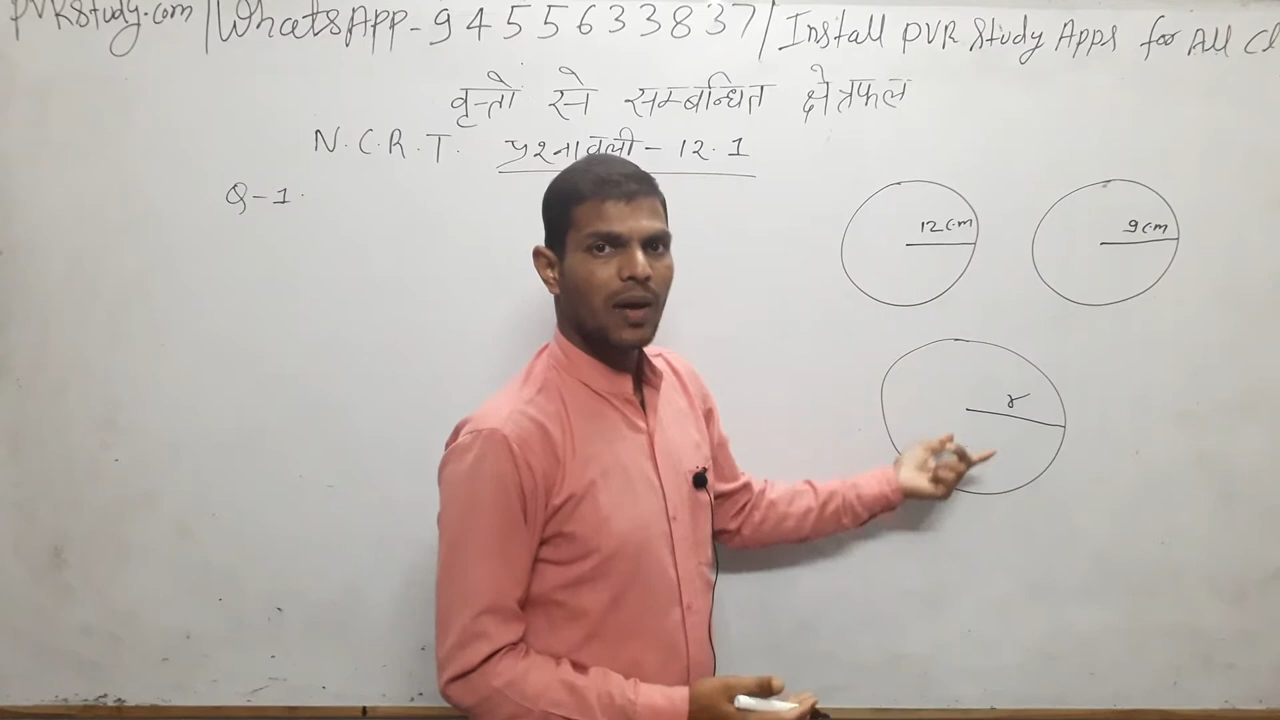 PVRStudy.com | WhatsApp - 9455633837 | Install PVR Study Apps for All Cl
वृत्तो से सम्बन्धित क्षेत्रफल
N.C.R.T. प्रश्नावली - 12.1
Q-1.
12cm 9cm
r